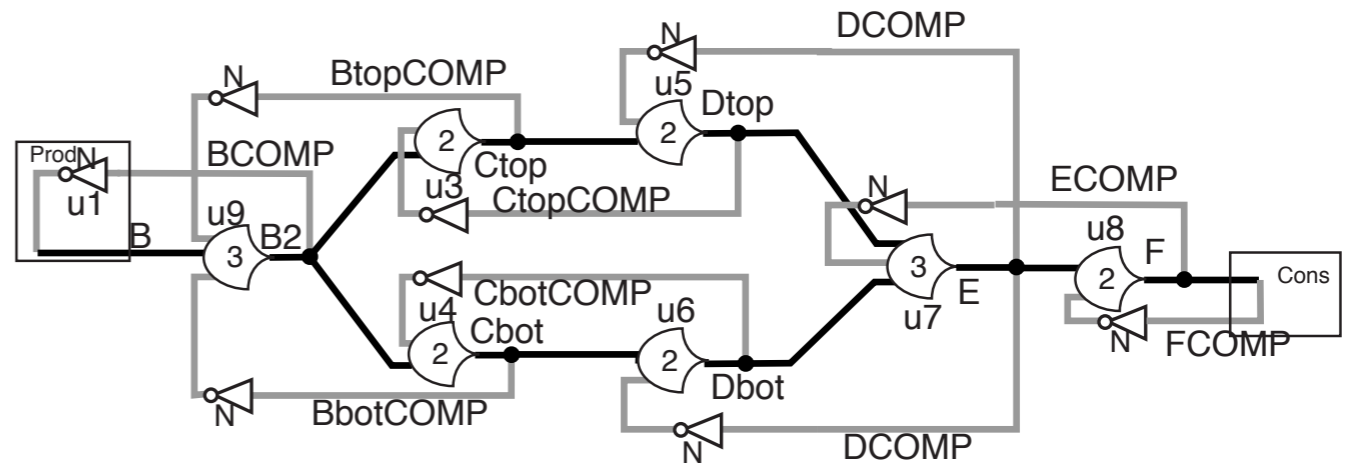 DCOMP
N
BtopCOMP
N
u5
Dtop
2
2
Prod
N
BCOMP
Ctop
u3
CtopCOMP
N
ECOMP
u1
u9
B
B2
3
u8
F
3
2
Cons
E
u7
CbotCOMP
u4
Cbot
u6
2
2
N
FCOMP
Dbot
N
BbotCOMP
N
DCOMP